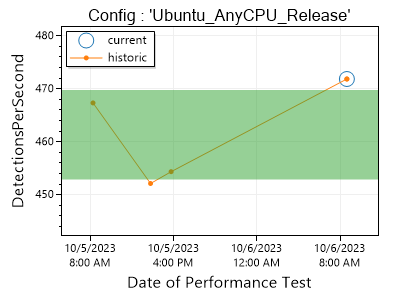 Config : 'Ubuntu_AnyCPU_Release'
current
historic
DetectionsPerSecond
480
470
460
450
10/5/2023 10/5/2023 10/6/2023 10/6/2023
8:00 AM 4:00 PM 12:00 AM 8:00 AM
Date of Performance Test